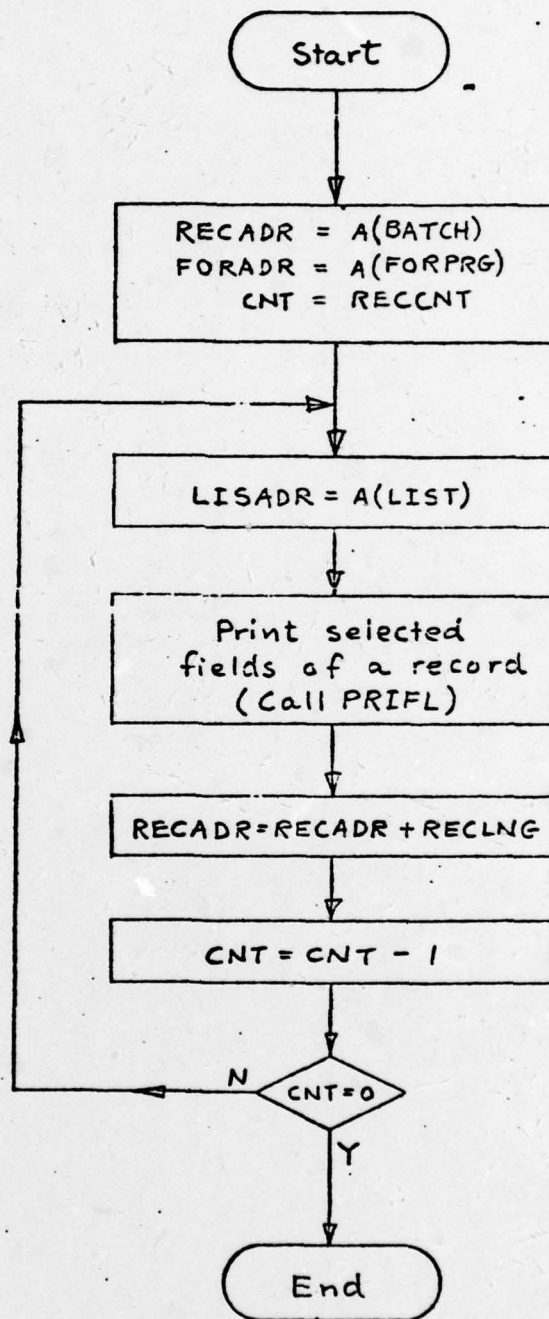 Start
RECADR = A(BATCH)
FORADR = A(FORPRG)
CNT = RECCNT
LISADR = A(LIST)
Print selected
fields of a record
(Call PRIFL)
RECADR=RECADR + RECLNG
CNT = CNT - 1
CNT=0
N
Y
End